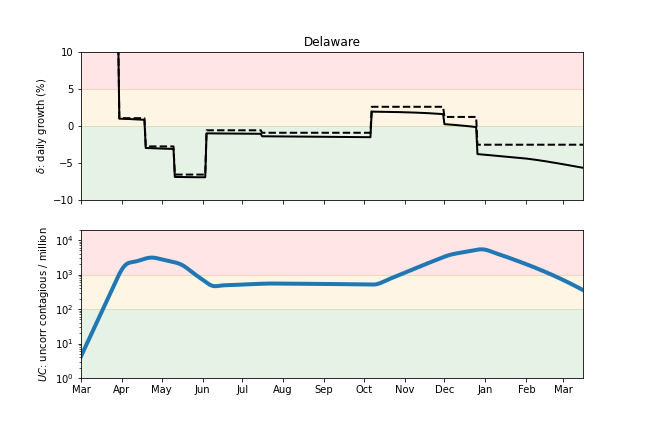 Delaware
δ: daily growth (%)
10
5
0
−5
−10
UC: uncorr contagious / million
10⁴
10³
10²
10¹
10⁰
Mar Apr May Jun Jul Aug Sep Oct Nov Dec Jan Feb Mar